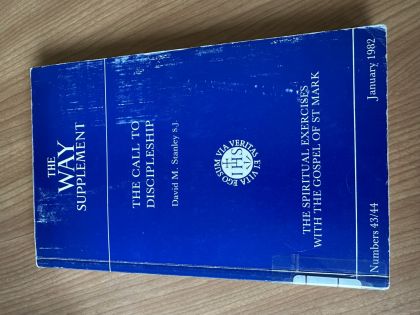 THE
WAY
SUPPLEMENT
THE CALL TO
DISCIPLESHIP
David M. Stanley s.j.
EGO SUM VIA VERITAS ET VITA
IHS
THE SPIRITUAL EXERCISES
WITH THE GOSPEL OF ST MARK
Numbers 43/44
January 1982